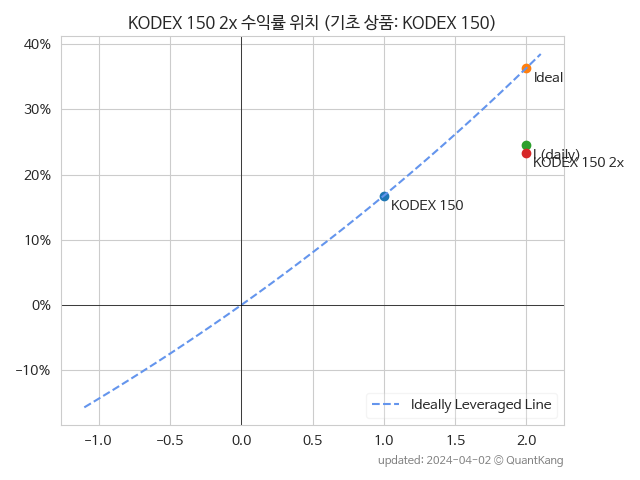 KODEX 150 2x 수익률 위치 (기초 상품: KODEX 150)
40%
30%
20%
10%
0%
−10%
Ideal
I (daily)
KODEX 150 2x
KODEX 150
Ideally Leveraged Line
−1.0 −0.5 0.0 0.5 1.0 1.5 2.0
updated: 2024-04-02 © QuantKang